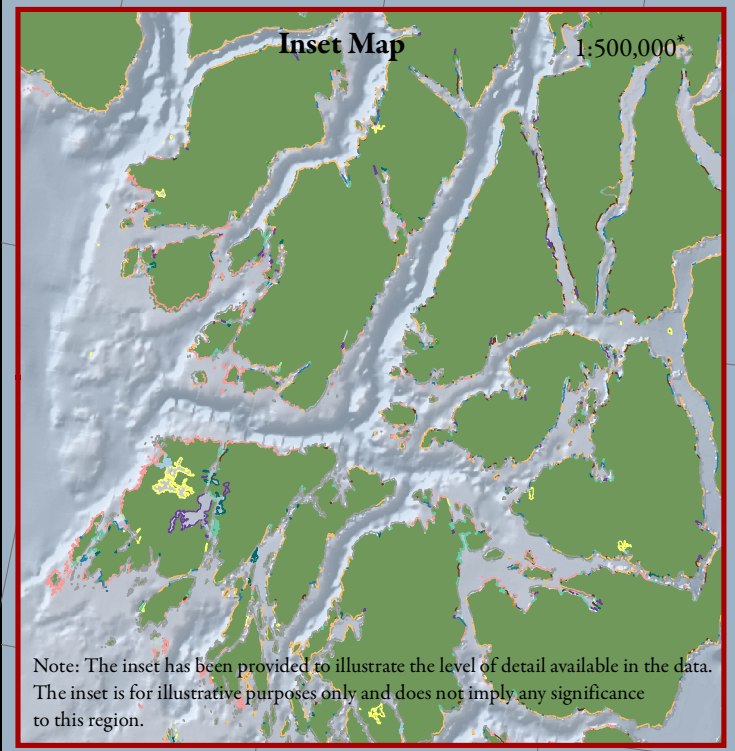 Inset Map
1:500,000*
Note: The inset has been provided to illustrate the level of detail available in the data.
The inset is for illustrative purposes only and does not imply any significance
to this region.